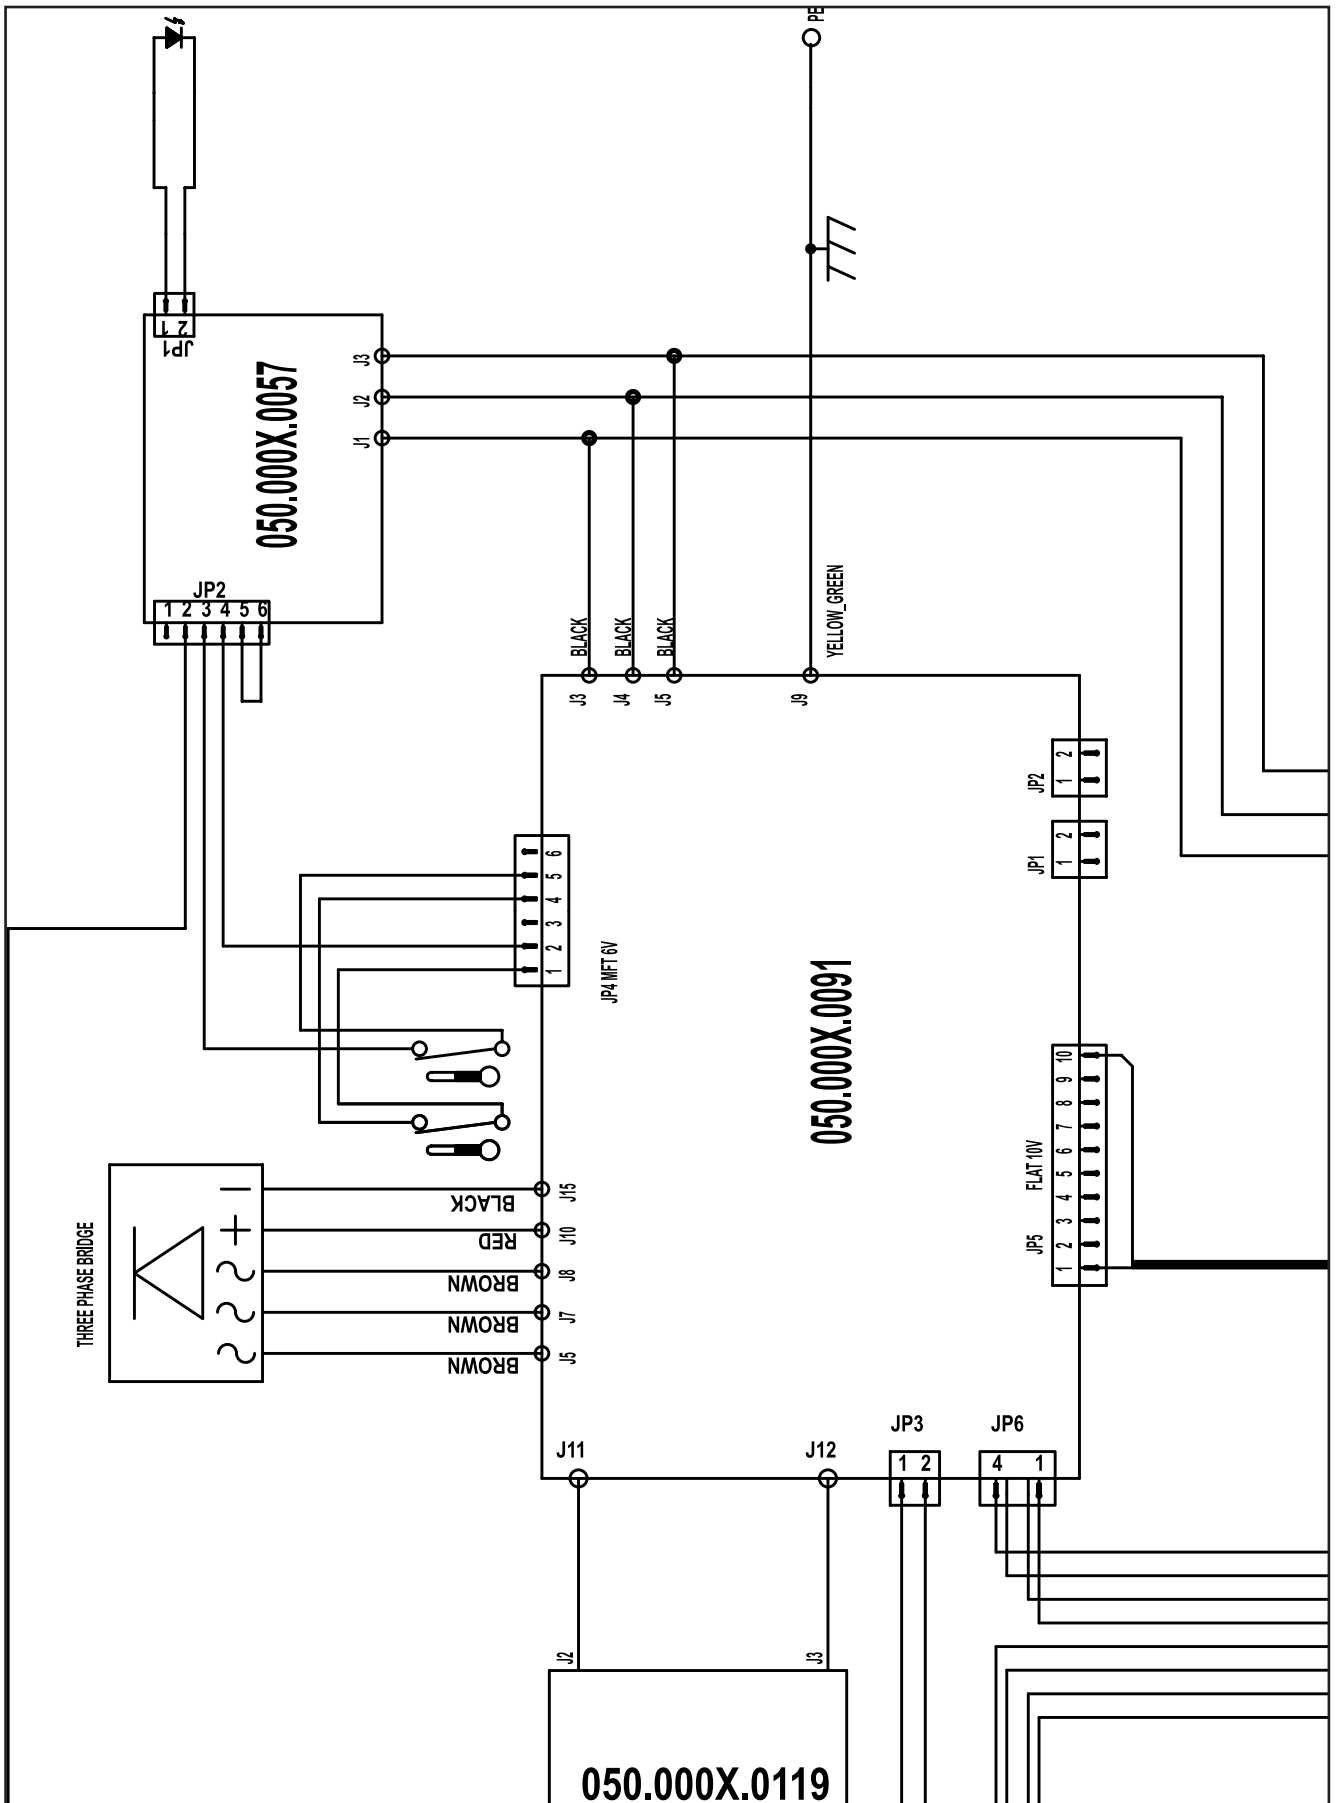 PE
2 1
JP1
J3
J2
J1
050.000X.0057
JP2
1 2 3 4 5 6
BLACK
BLACK
BLACK
YELLOW_GREEN
J3
J4
J5
J9
JP2
1 2
JP1
1 2
6
5
4
3
2
1
JP4 MFT 6V
050.000X.0091
10
9
8
7
6
5
4
3
2
1
JP5
FLAT 10V
THREE PHASE BRIDGE
BLACK
J15
RED
J10
BROWN
J8
BROWN
J7
BROWN
J5
J11
J12
JP3
1 2
JP6
4 1
J2
J3
050.000X.0119